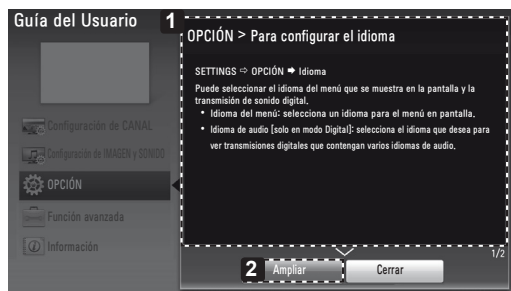 Guía del Usuario
1
OPCIÓN > Para configurar el idioma
SETTINGS ⇨ OPCIÓN ➡ Idioma
Puede seleccionar el idioma del menú que se muestra en la pantalla y la
transmisión de sonido digital.
• Idioma del menú: selecciona un idioma para el menú en pantalla.
• Idioma de audio [solo en modo Digital]: selecciona el idioma que desea para
ver transmisiones digitales que contengan varios idiomas de audio.
Configuración de CANAL
Configuración de IMAGEN y SONIDO
OPCIÓN
Función avanzada
Información
1/2
2
Ampliar
Cerrar